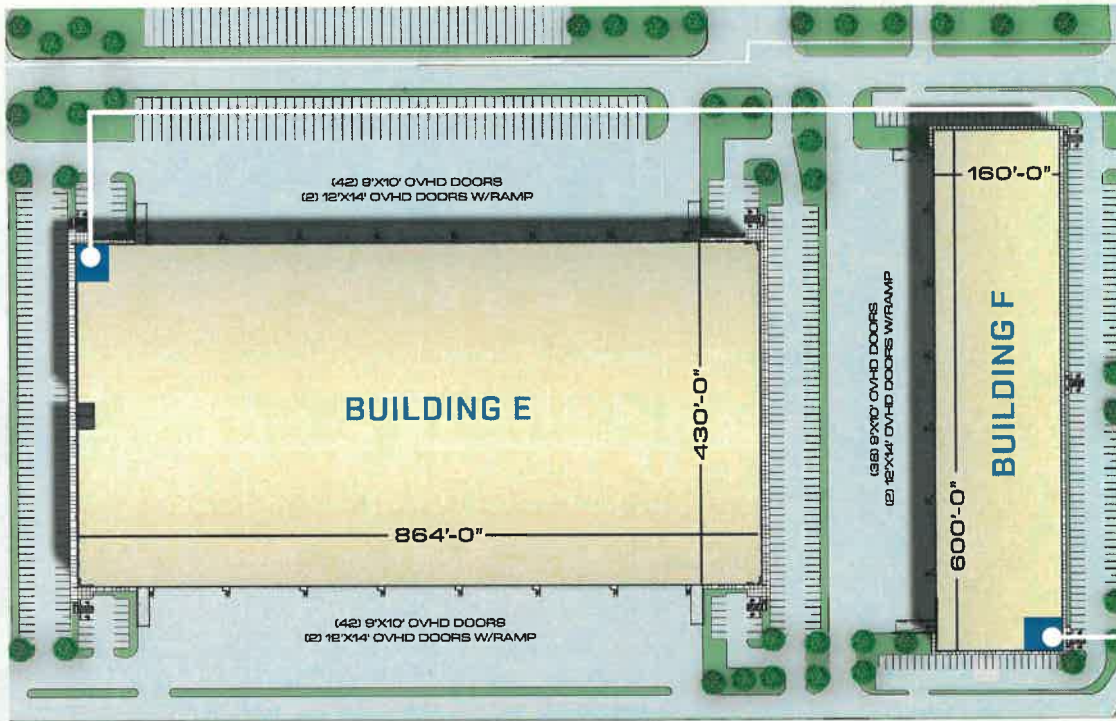 (42) 9'X10' OVHD DOORS
(2) 12'X14' OVHD DOORS W/RAMP
160'-0"
BUILDING E
430'-0"
864'-0"
(42) 9'X10' OVHD DOORS
(2) 12'X14' OVHD DOORS W/RAMP
(38) 9'X10' OVHD DOORS
(2) 12'X14' OVHD DOORS W/RAMP
BUILDING F
600'-0"